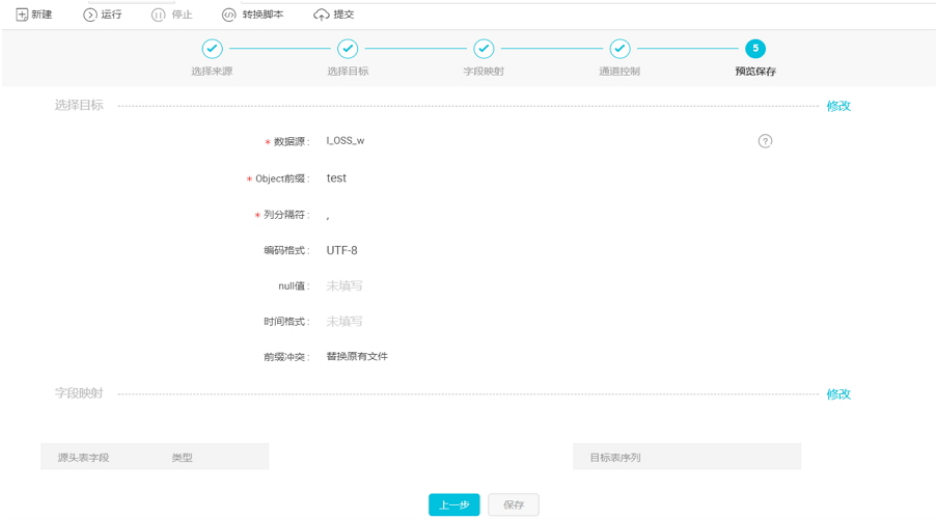 新建 运行 停止 转换脚本 提交
5
选择来源 选择目标 字段映射 通道控制 预览保存
选择目标 修改
* 数据源： l_OSS_w ?
* Object前缀： test
* 列分隔符： ,
编码格式： UTF-8
null值： 未填写
时间格式： 未填写
前缀冲突： 替换原有文件
字段映射 修改
源头表字段 类型 目标表序列
上一步 保存